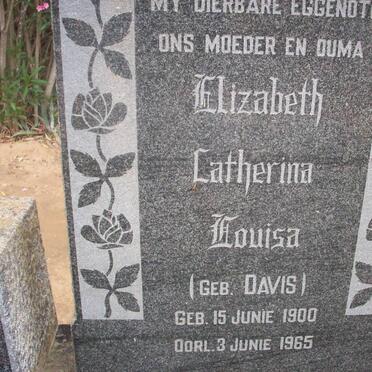 MY DIERBARE EGGENOTE
ONS MOEDER EN OUMA
Elizabeth
Catherina
Louisa
(GEB. DAVIS)
GEB. 15 JUNIE 1900
OORL. 3 JUNIE 1965